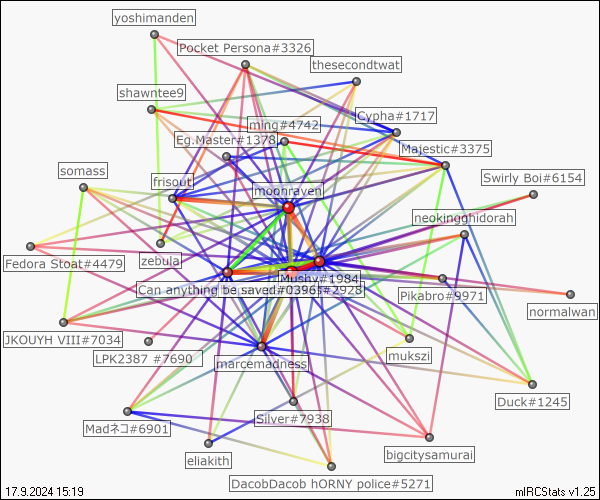 yoshimanden
Pocket Persona#3326
thesecondtwat
shawntee9
Cypha#1717
ming#4742
Eg.Master#1378
Majestic#3375
somass
Swirly Boi#6154
frisout
moonraven
neokingghidorah
zebula
Fedora Stoat#4479
Mushy#1984
Can anything be saved#0396
#2928
Pikabro#9971
normalwan
JKOUYH VIII#7034
LPK2387 #7690
mukszi
marcemadness
Duck#1245
Silver#7938
Madネコ#6901
bigcitysamurai
eliakith
DacobDacob hORNY police#5271
17.9.2024 15:19
mIRCStats v1.25